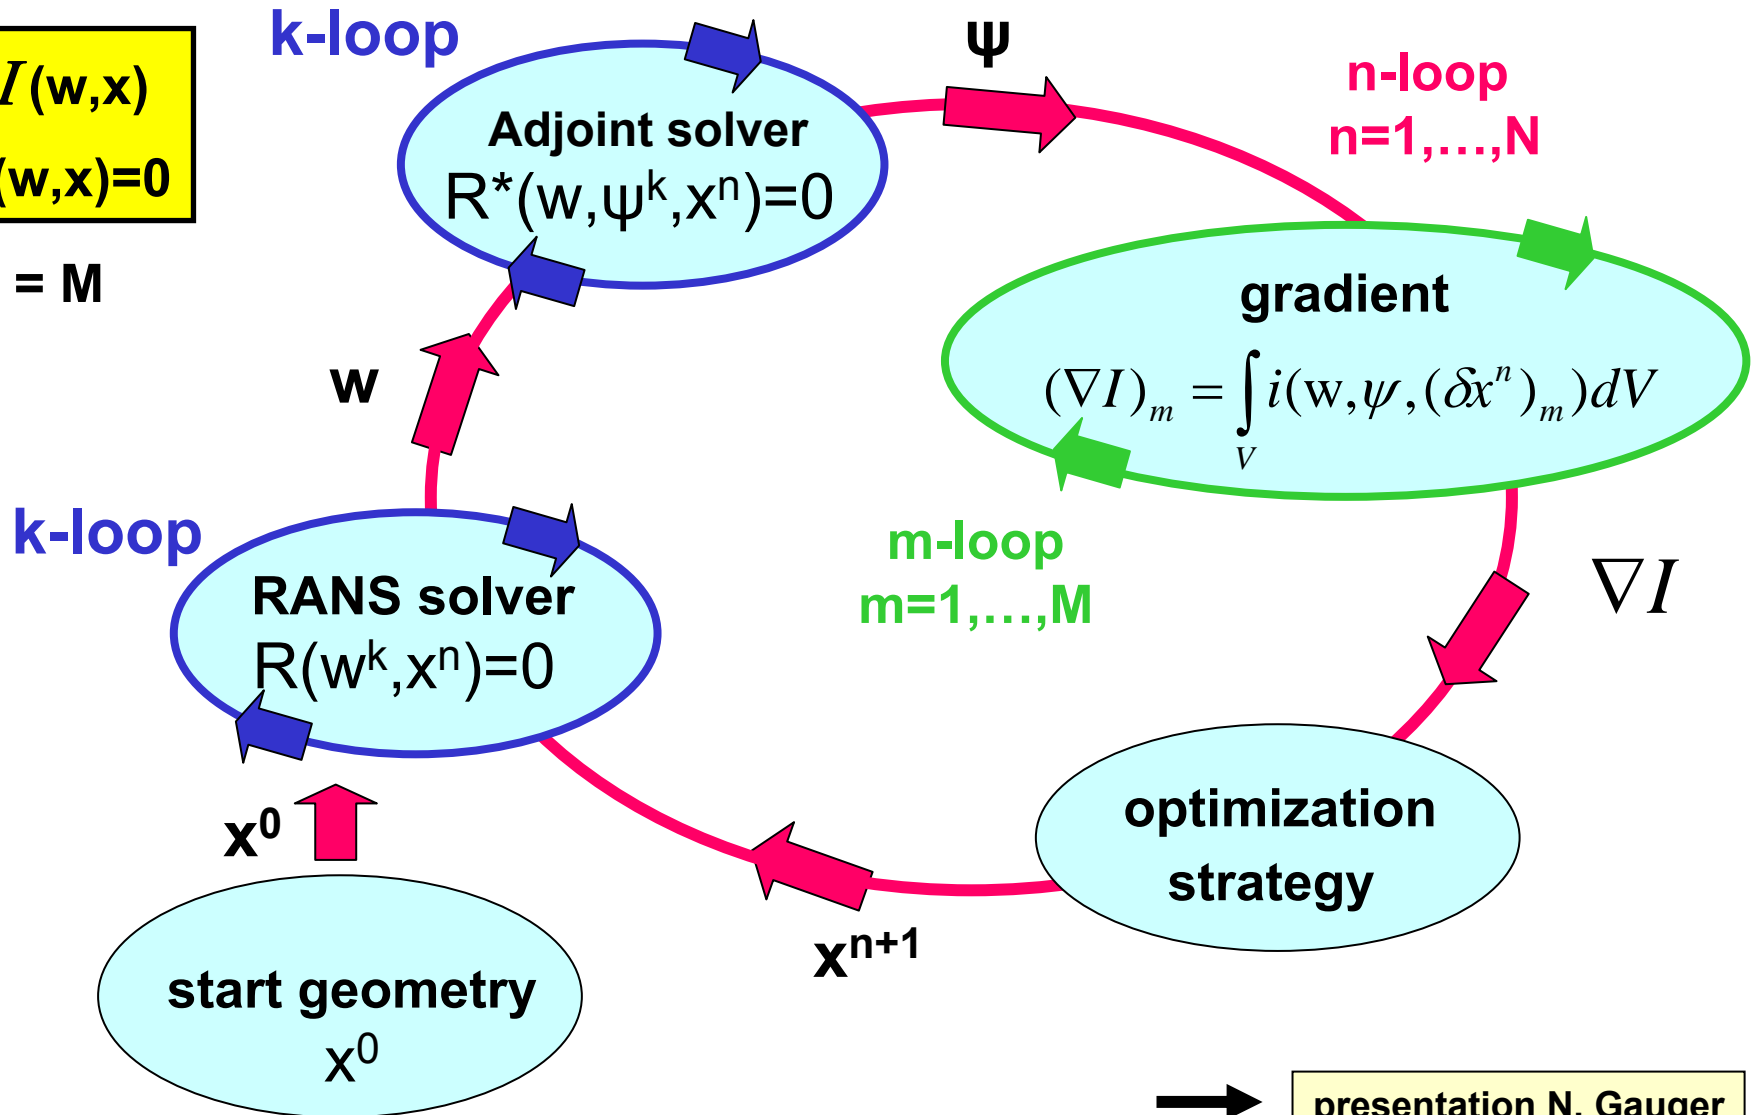 I(w,x)
(w,x)=0
= M
k-loop
Adjoint solver
R*(w,ψᵏ,xⁿ)=0
ψ
n-loop
n=1,…,N
gradient
(∇I)ₘ = ∫ i(w,ψ,(δxⁿ)ₘ)dV
V
w
k-loop
RANS solver
R(wᵏ,xⁿ)=0
m-loop
m=1,…,M
∇I
x⁰
optimization
strategy
xⁿ⁺¹
start geometry
x⁰
presentation N. Gauger